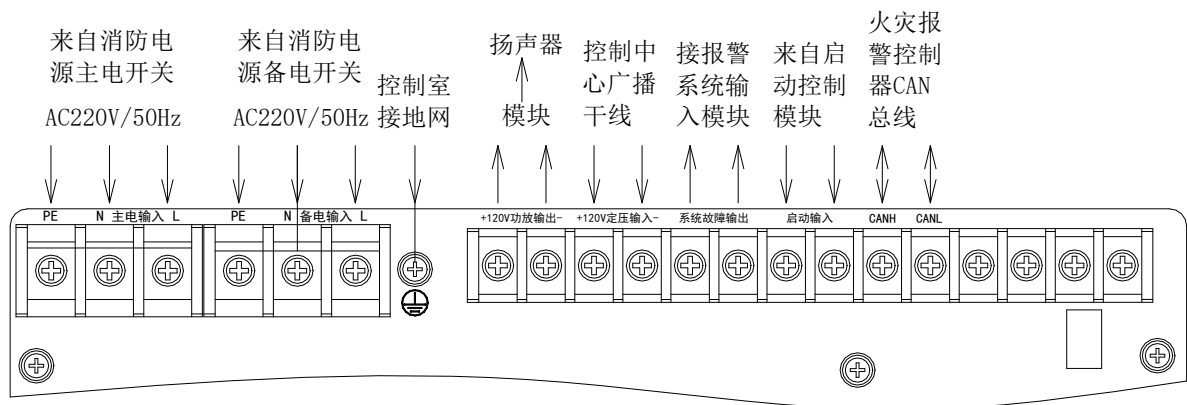 来自消防电
源主电开关
AC220V/50Hz
来自消防电
源备电开关
AC220V/50Hz
控制室
接地网
扬声器
模块
控制中
心广播
干线
接报警
系统输
入模块
来自启
动控制
模块
火灾报
警控制
器CAN
总线
PE N 主电输入 L
PE N 备电输入 L
+120V功放输出-
+120V定压输入-
系统故障输出
启动输入
CANH
CANL